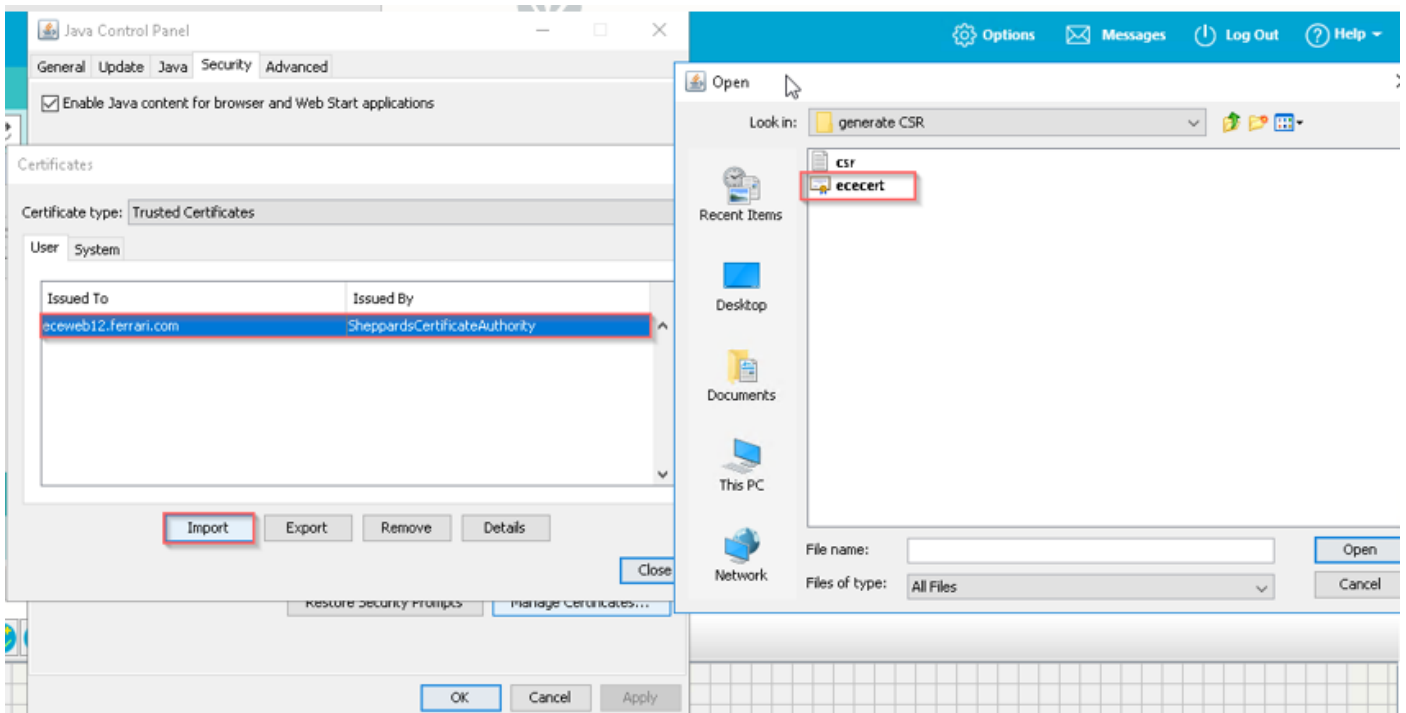 Java Control Panel
General Update Java Security Advanced
Enable Java content for browser and Web Start applications
Certificates
Certificate type: Trusted Certificates
User System
Issued To Issued By
eceweb12.ferrari.com SheppardsCertificateAuthority
Import Export Remove Details
Close
Restore Security Prompts Manage Certificates...
OK Cancel Apply
Options Messages Log Out Help
Open
Look in: generate CSR
csr
ececert
Recent Items
Desktop
Documents
This PC
Network
File name:
Open
Files of type: All Files
Cancel